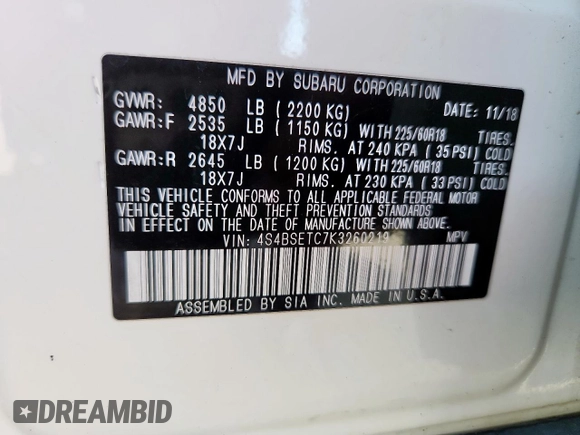 MFD BY SUBARU CORPORATION
GVWR: 4850 LB (2200 KG) DATE: 11/18
GAWR:F 2535 LB (1150 KG) WITH 225/60R18 TIRES.
18X7J RIMS. AT 240 KPA (35 PSI) COLD
GAWR:R 2645 LB (1200 KG) WITH 225/60R18 TIRES.
18X7J RIMS. AT 230 KPA (33 PSI) COLD
THIS VEHICLE CONFORMS TO ALL APPLICABLE FEDERAL MOTOR
VEHICLE SAFETY AND THEFT PREVENTION STANDARDS
IN EFFECT ON THE DATE OF MANUFACTURE SHOWN ABOVE.
VIN: 4S4BSETC7K3260219 MPV
ASSEMBLED BY SIA INC. MADE IN U.S.A.
DREAMBID